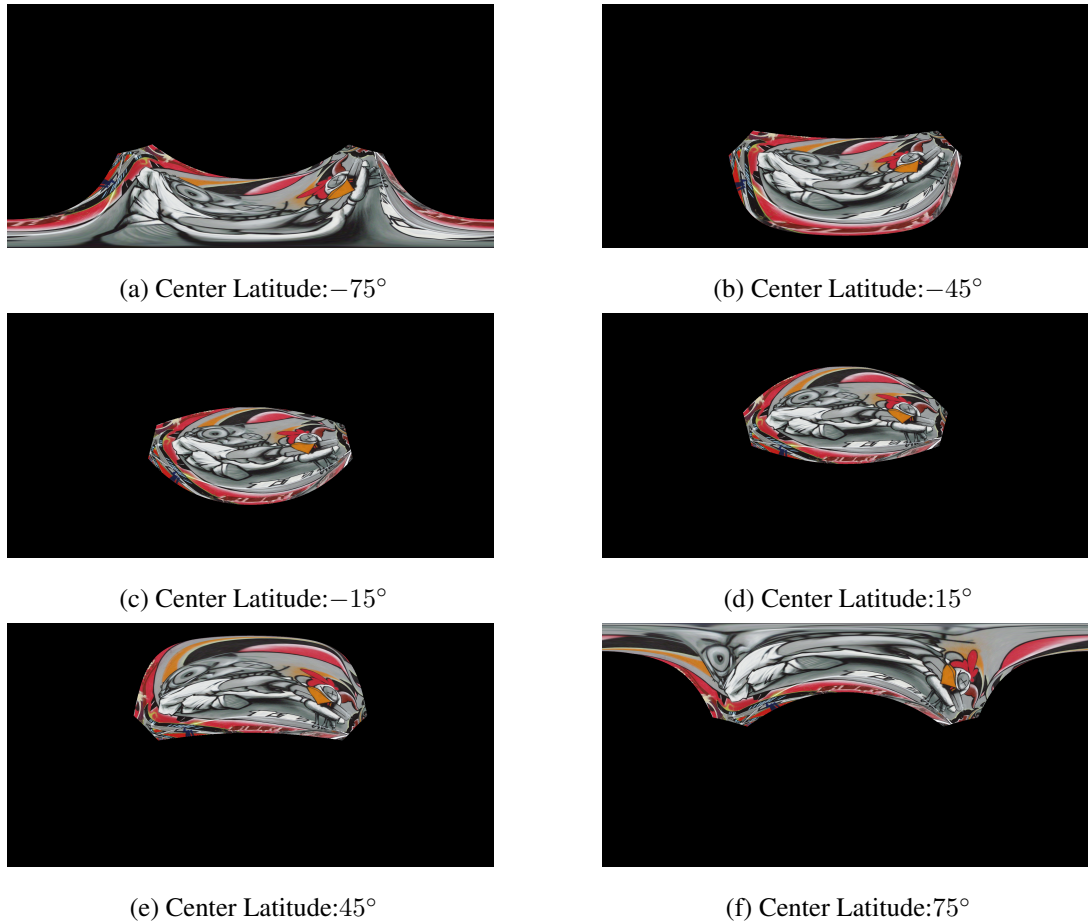 (a) Center Latitude:−75°
(b) Center Latitude:−45°
(c) Center Latitude:−15°
(d) Center Latitude:15°
(e) Center Latitude:45°
(f) Center Latitude:75°